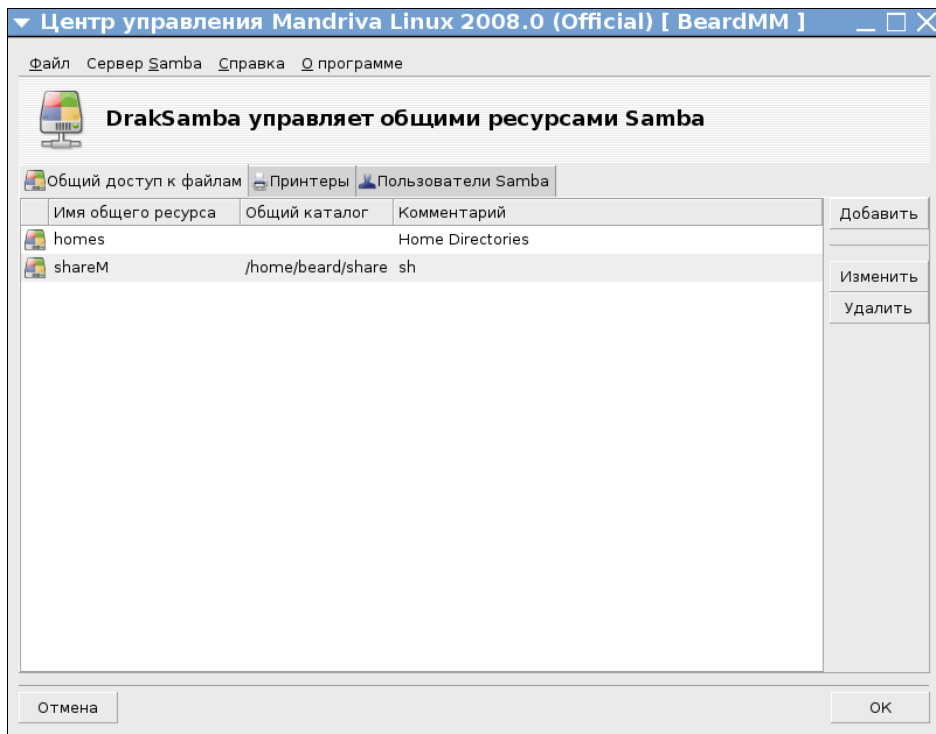 Центр управления Mandriva Linux 2008.0 (Official) [ BeardMM ]
Файл Сервер Samba Справка О программе
DrakSamba управляет общими ресурсами Samba
Общий доступ к файлам Принтеры Пользователи Samba
Имя общего ресурса Общий каталог Комментарий Добавить
homes Home Directories
shareM /home/beard/share sh
Изменить
Удалить
Отмена OK